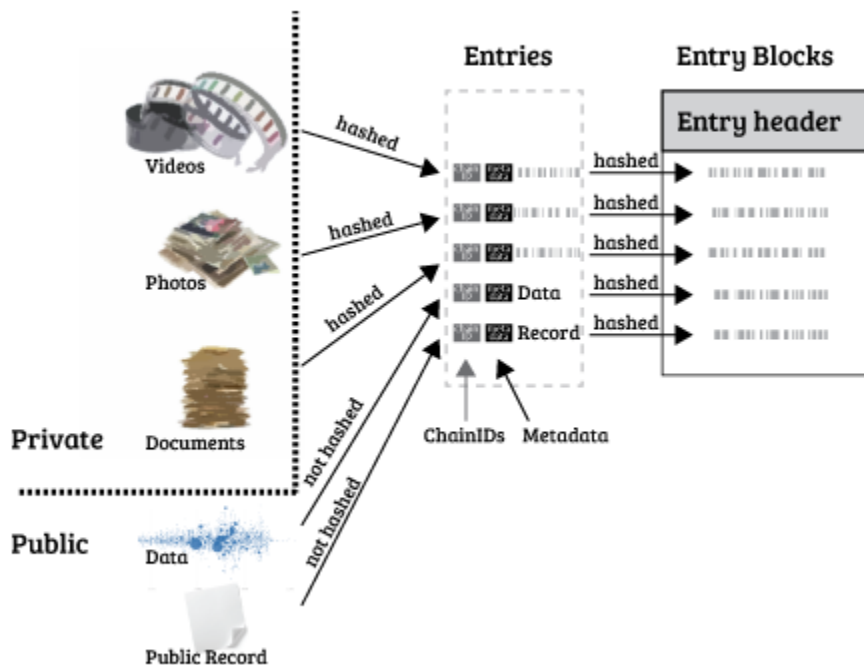 Entries
Entry Blocks
Entry header
Videos
hashed
hashed
Photos
hashed
hashed
hashed
hashed
Data
hashed
Record
hashed
Documents
Private
ChainIDs
Metadata
not hashed
not hashed
Public
Data
Public Record